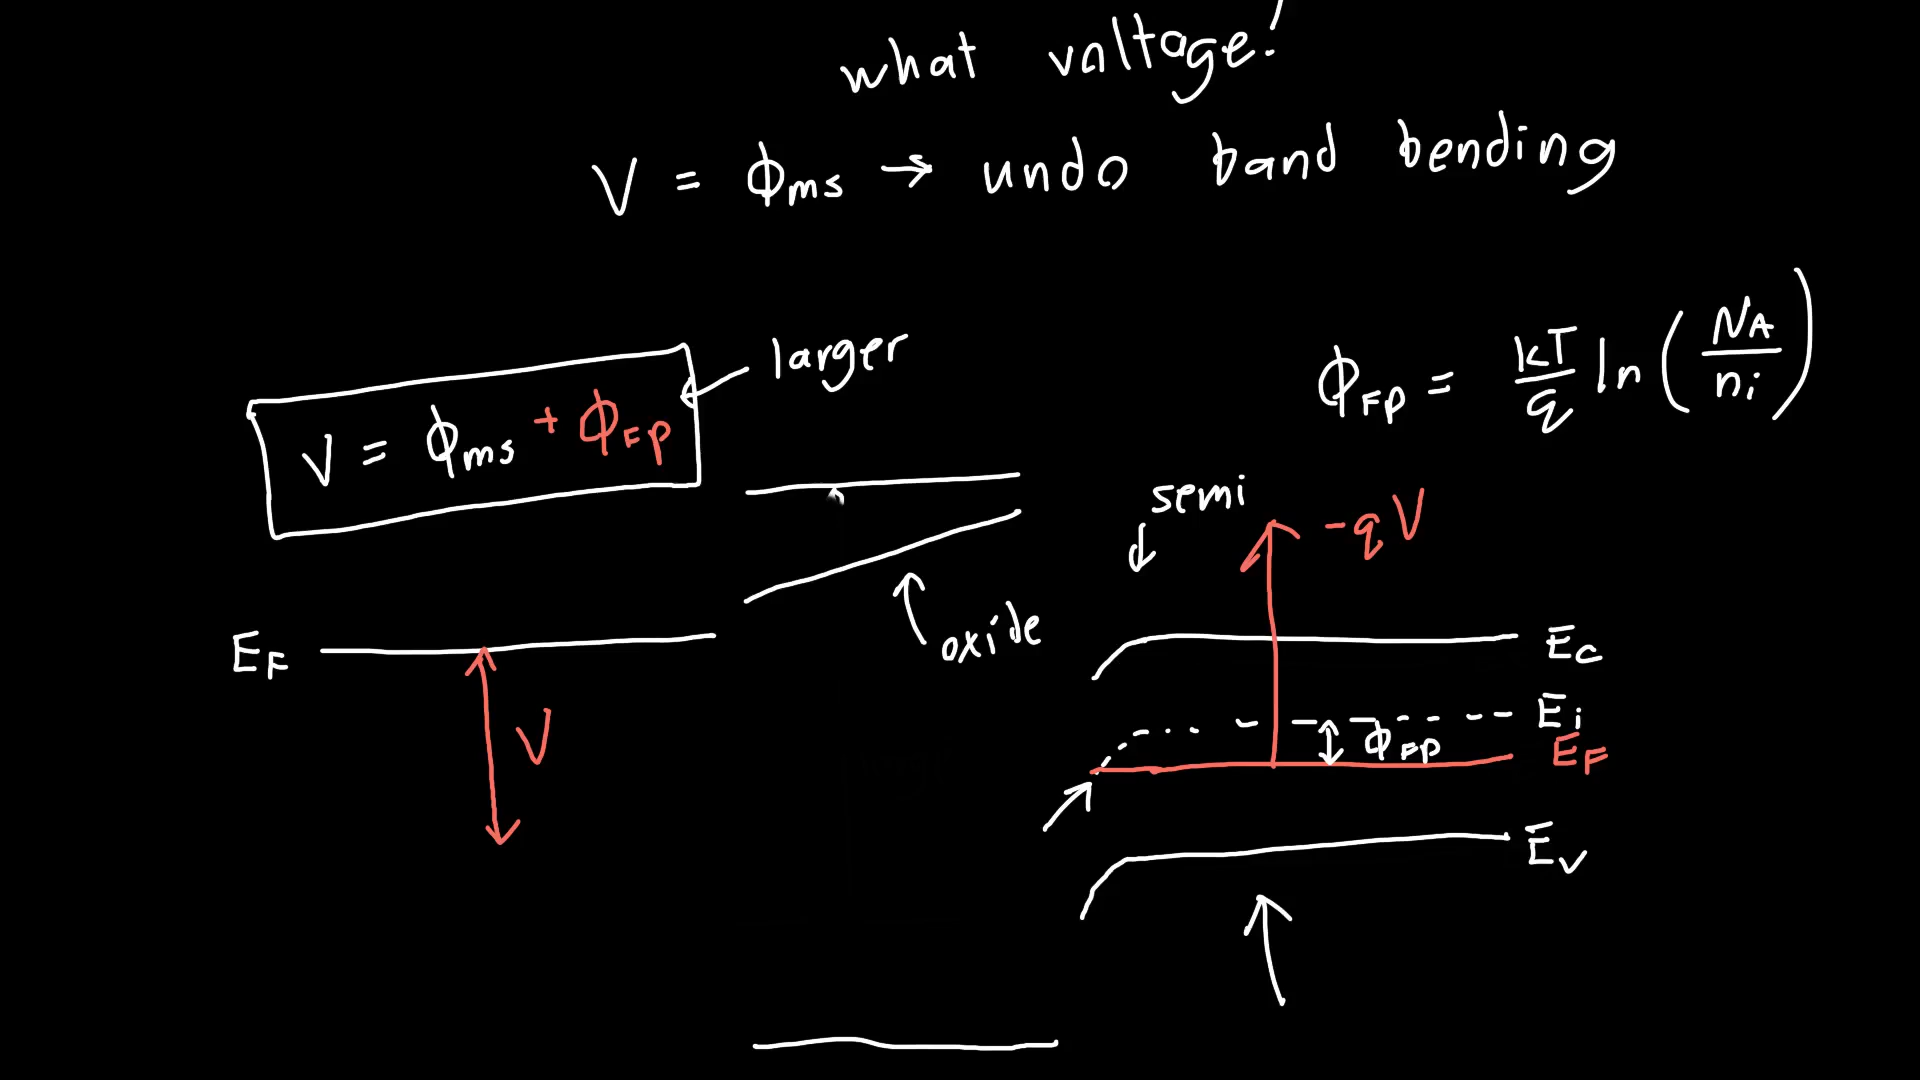 what voltage!
V = ϕms → undo band bending
larger
ϕFP = kT/q ln(NA/ni)
V = ϕms + ϕFP
semi
-qV
oxide
EF
EC
Ei
ϕFP
EF
V
EV